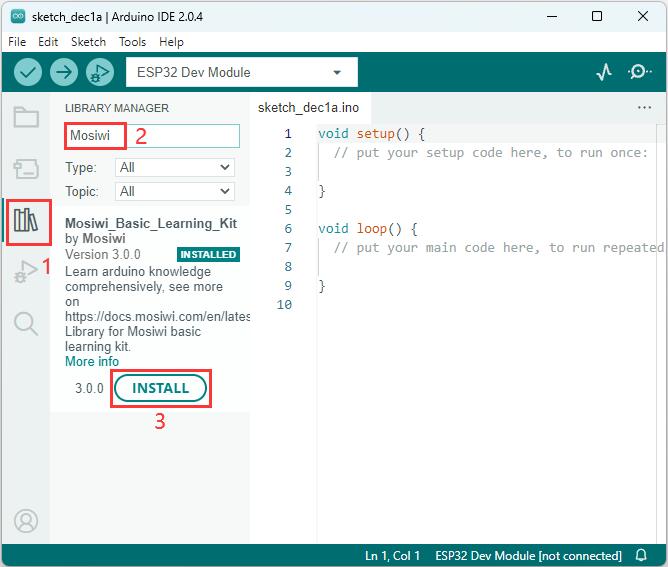 sketch_dec1a | Arduino IDE 2.0.4
File Edit Sketch Tools Help
ESP32 Dev Module
LIBRARY MANAGER
Mosiwi 2
Type: All
Topic: All
1
Mosiwi_Basic_Learning_Kit
by Mosiwi
Version 3.0.0 INSTALLED
Learn arduino knowledge
comprehensively, see more
on
https://docs.mosiwi.com/en/lates
Library for Mosiwi basic
learning kit.
More info
3.0.0 INSTALL
3
sketch_dec1a.ino
1 void setup() {
2 // put your setup code here, to run once:
3
4 }
5
6 void loop() {
7 // put your main code here, to run repeated
8
9 }
10
Ln 1, Col 1 ESP32 Dev Module [not connected]